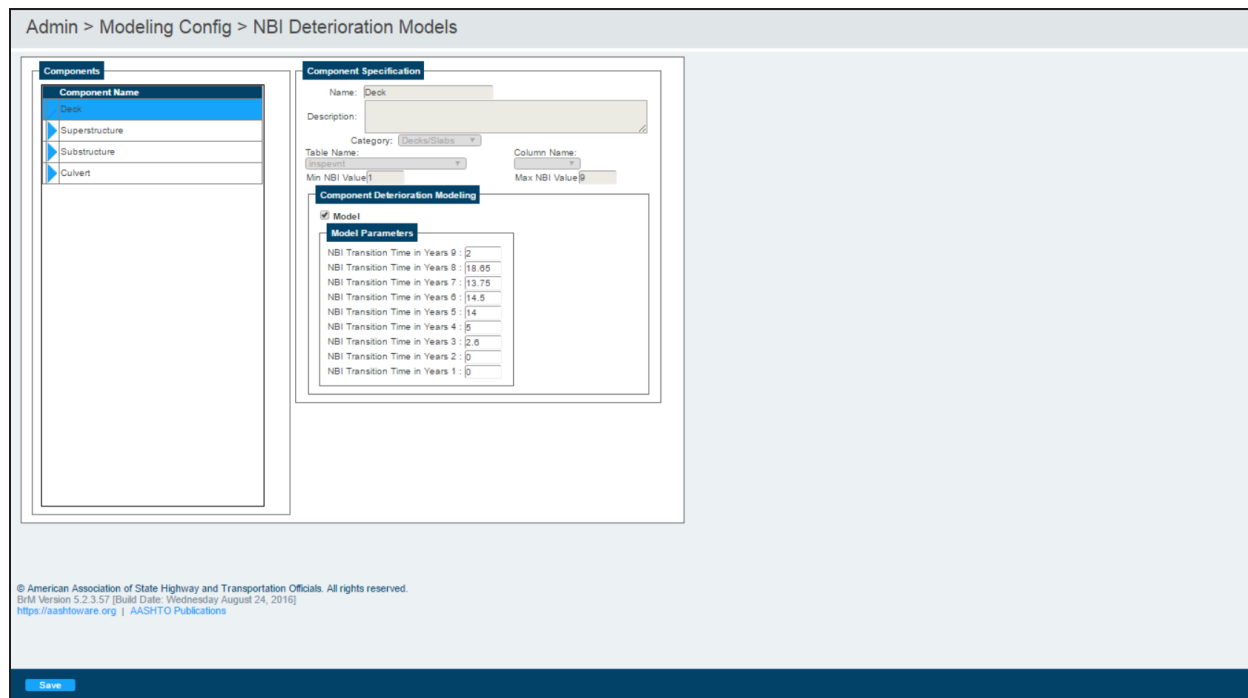 Admin > Modeling Config > NBI Deterioration Models
Components
Component Name
Deck
Superstructure
Substructure
Culvert
Component Specification
Name: Deck
Description:
Category: Decks/Slabs
Table Name: Column Name:
inspevnt
Min NBI Value 1 Max NBI Value 9
Component Deterioration Modeling
Model
Model Parameters
NBI Transition Time in Years 9 : 2
NBI Transition Time in Years 8 : 18.65
NBI Transition Time in Years 7 : 13.75
NBI Transition Time in Years 6 : 14.5
NBI Transition Time in Years 5 : 14
NBI Transition Time in Years 4 : 5
NBI Transition Time in Years 3 : 2.6
NBI Transition Time in Years 2 : 0
NBI Transition Time in Years 1 : 0
© American Association of State Highway and Transportation Officials. All rights reserved.
BrM Version 5.2.3.57 [Build Date: Wednesday August 24, 2016]
https://aashtoware.org | AASHTO Publications
Save